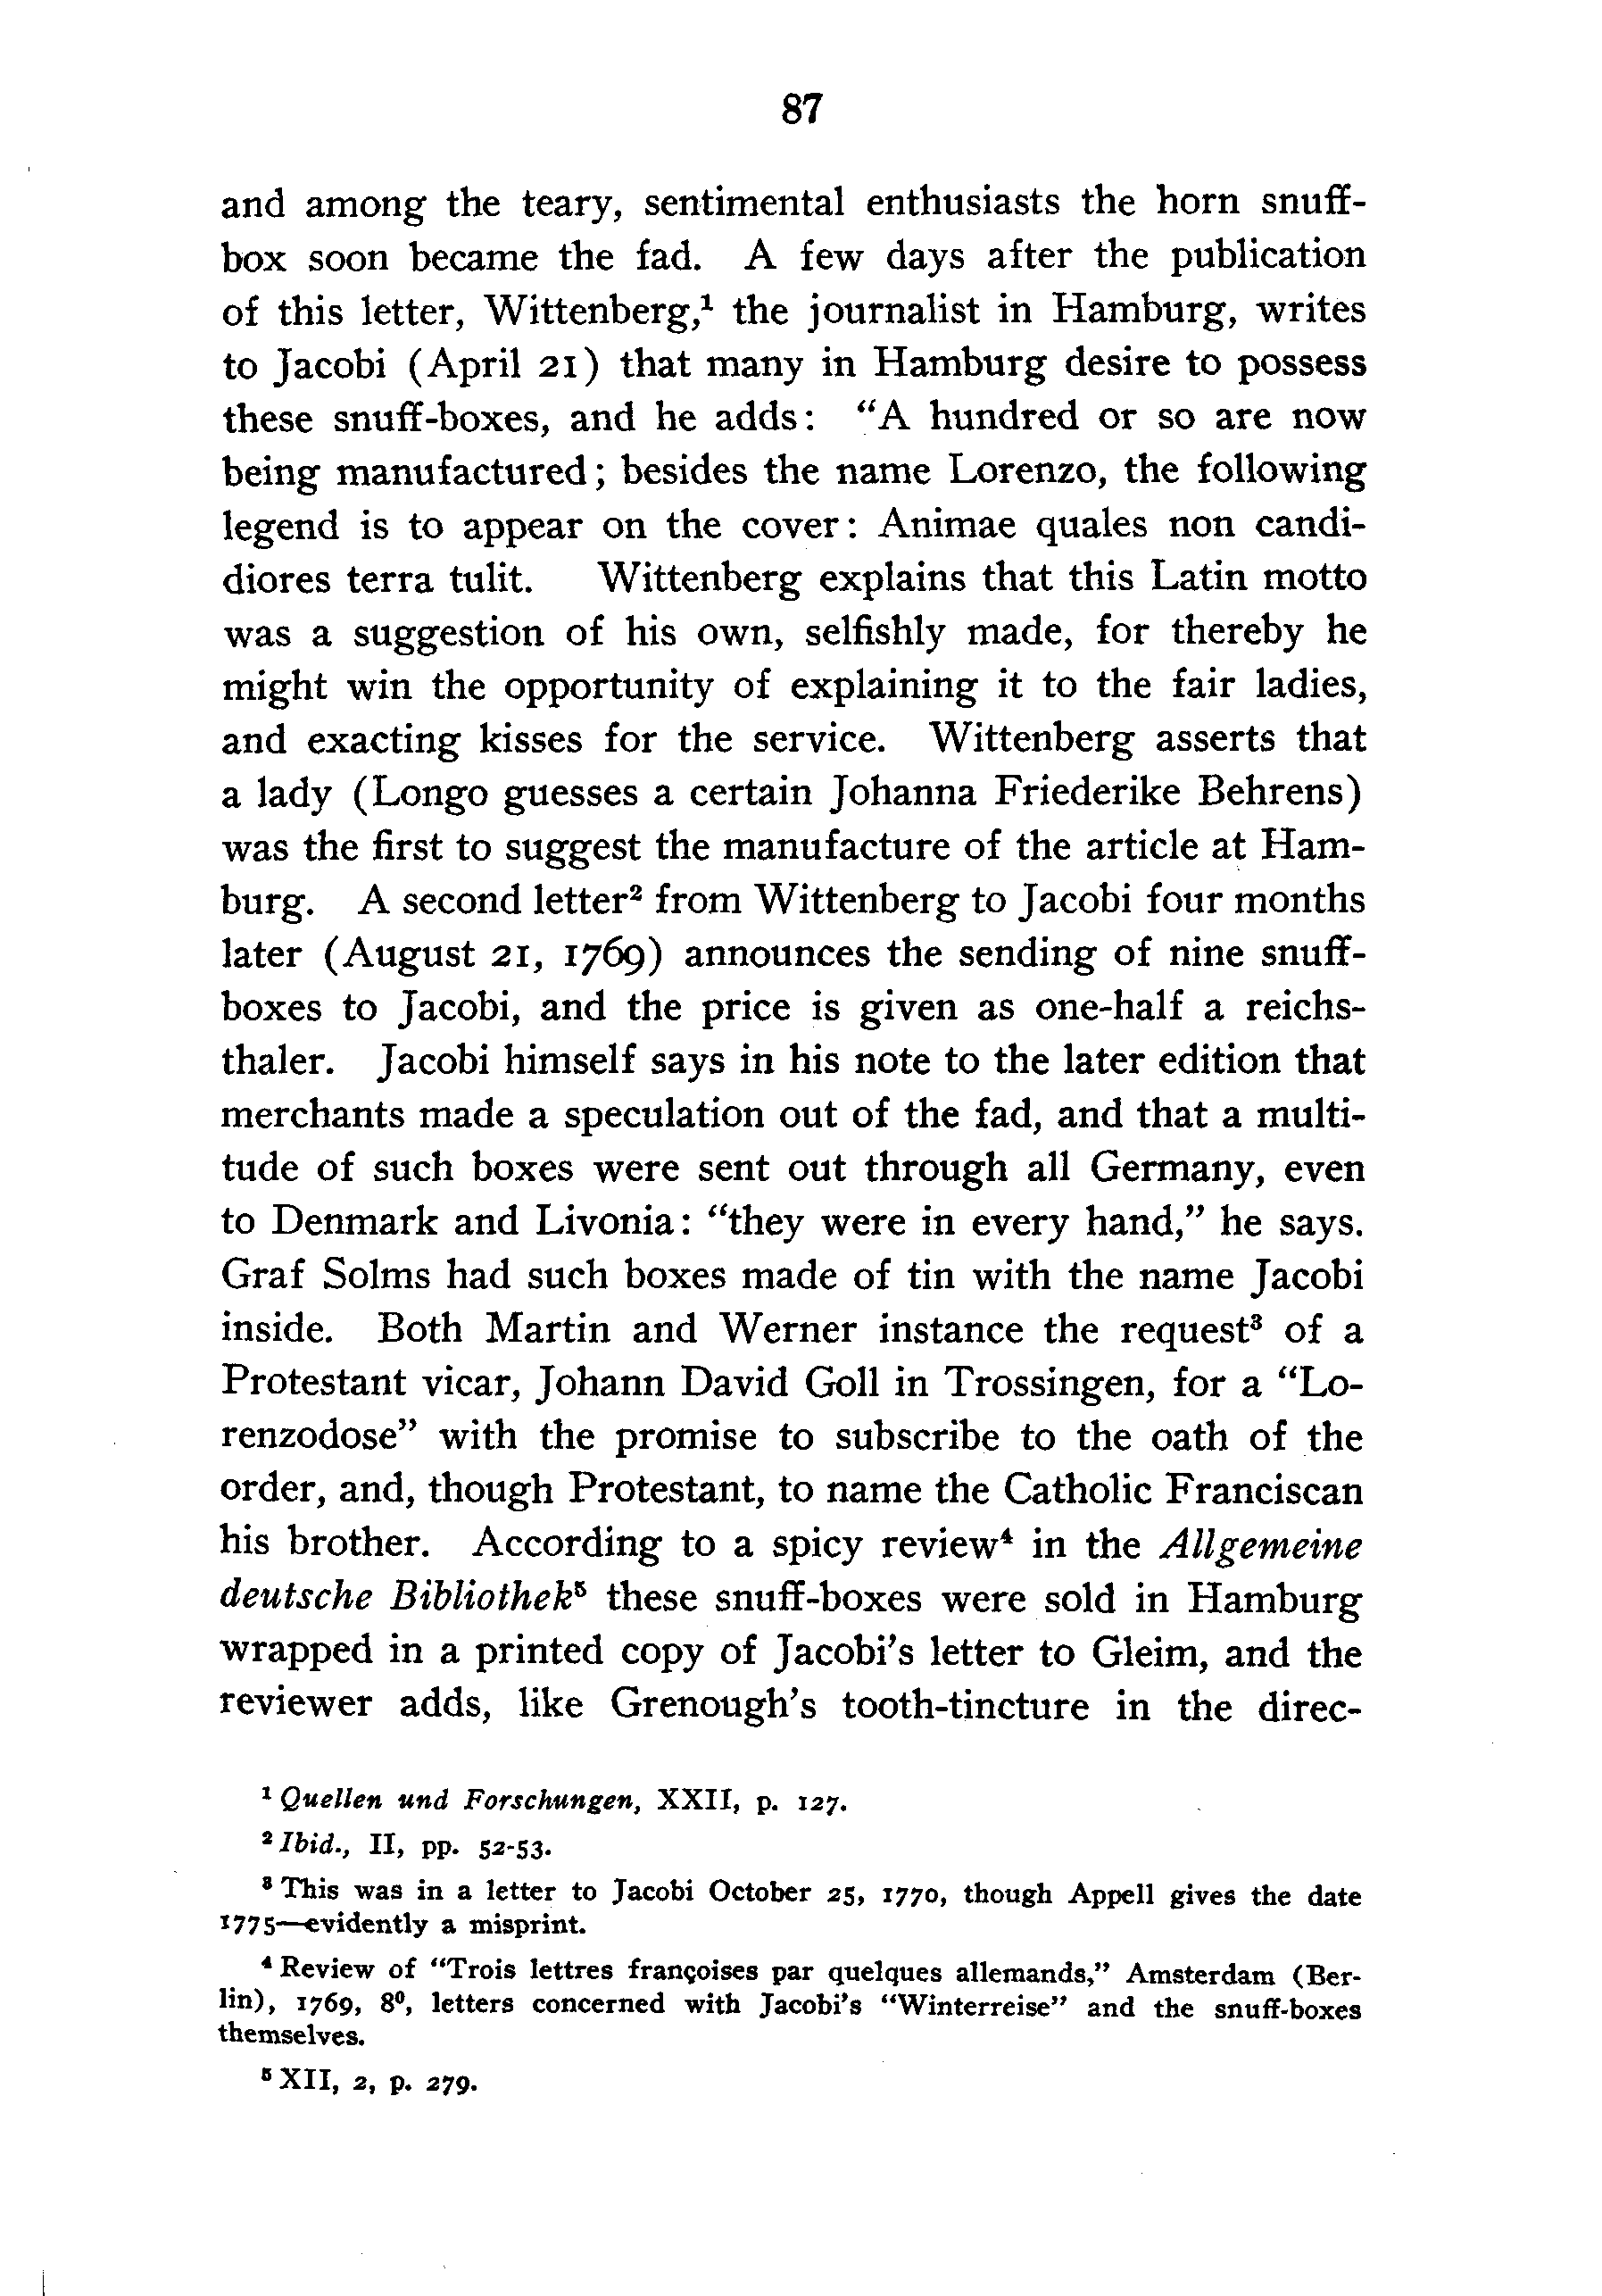 87
and among the teary, sentimental enthusiasts the horn snuff-
box soon became the fad. A few days after the publication
of this letter, Wittenberg,¹ the journalist in Hamburg, writes
to Jacobi (April 21) that many in Hamburg desire to possess
these snuff-boxes, and he adds: "A hundred or so are now
being manufactured; besides the name Lorenzo, the following
legend is to appear on the cover: Animae quales non candi-
diores terra tulit. Wittenberg explains that this Latin motto
was a suggestion of his own, selfishly made, for thereby he
might win the opportunity of explaining it to the fair ladies,
and exacting kisses for the service. Wittenberg asserts that
a lady (Longo guesses a certain Johanna Friederike Behrens)
was the first to suggest the manufacture of the article at Ham-
burg. A second letter² from Wittenberg to Jacobi four months
later (August 21, 1769) announces the sending of nine snuff-
boxes to Jacobi, and the price is given as one-half a reichs-
thaler. Jacobi himself says in his note to the later edition that
merchants made a speculation out of the fad, and that a multi-
tude of such boxes were sent out through all Germany, even
to Denmark and Livonia: "they were in every hand," he says.
Graf Solms had such boxes made of tin with the name Jacobi
inside. Both Martin and Werner instance the request³ of a
Protestant vicar, Johann David Goll in Trossingen, for a "Lo-
renzodose" with the promise to subscribe to the oath of the
order, and, though Protestant, to name the Catholic Franciscan
his brother. According to a spicy review⁴ in the Allgemeine
deutsche Bibliothek⁵ these snuff-boxes were sold in Hamburg
wrapped in a printed copy of Jacobi's letter to Gleim, and the
reviewer adds, like Grenough's tooth-tincture in the direc-
¹ Quellen und Forschungen, XXII, p. 127.
² Ibid., II, pp. 52-53.
³ This was in a letter to Jacobi October 25, 1770, though Appell gives the date
1775—evidently a misprint.
⁴ Review of "Trois lettres françoises par quelques allemands," Amsterdam (Ber-
lin), 1769, 8⁰, letters concerned with Jacobi's "Winterreise" and the snuff-boxes
themselves.
⁵ XII, 2, p. 279.